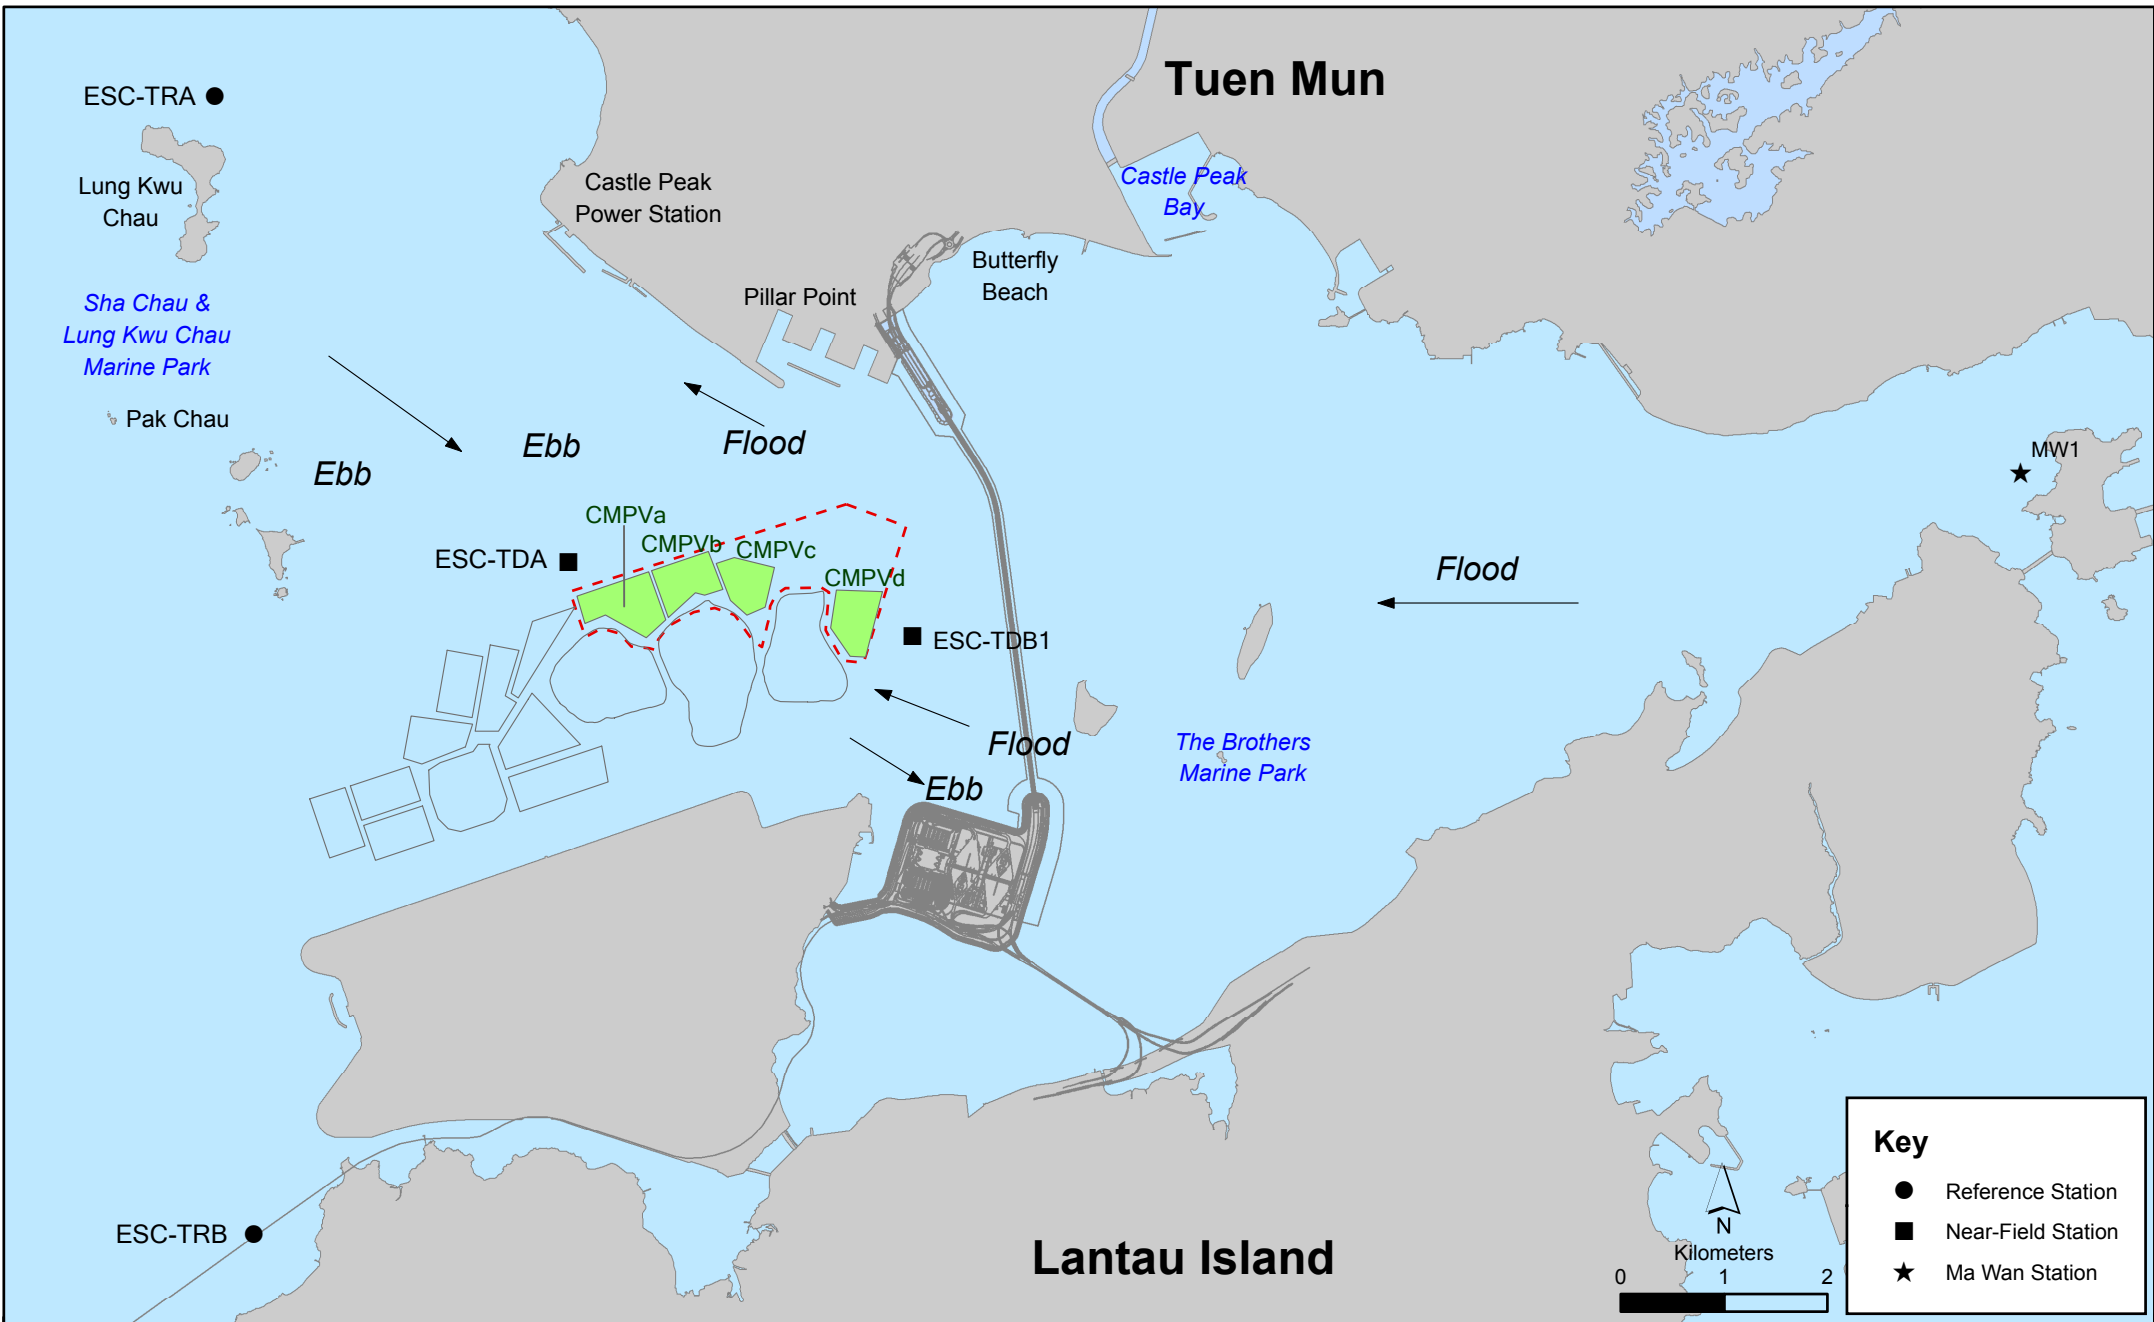 Tuen Mun
ESC-TRA
Lung Kwu
Chau
Castle Peak
Power Station
Castle Peak
Bay
Butterfly
Beach
Pillar Point
Sha Chau &
Lung Kwu Chau
Marine Park
Pak Chau
Ebb
Ebb
Flood
MW1
CMPVa
CMPVb
CMPVc
CMPVd
ESC-TDA
ESC-TDB1
Flood
Flood
Ebb
The Brothers
Marine Park
ESC-TRB
Lantau Island
N
Kilometers
0 1 2
Key
Reference Station
Near-Field Station
Ma Wan Station